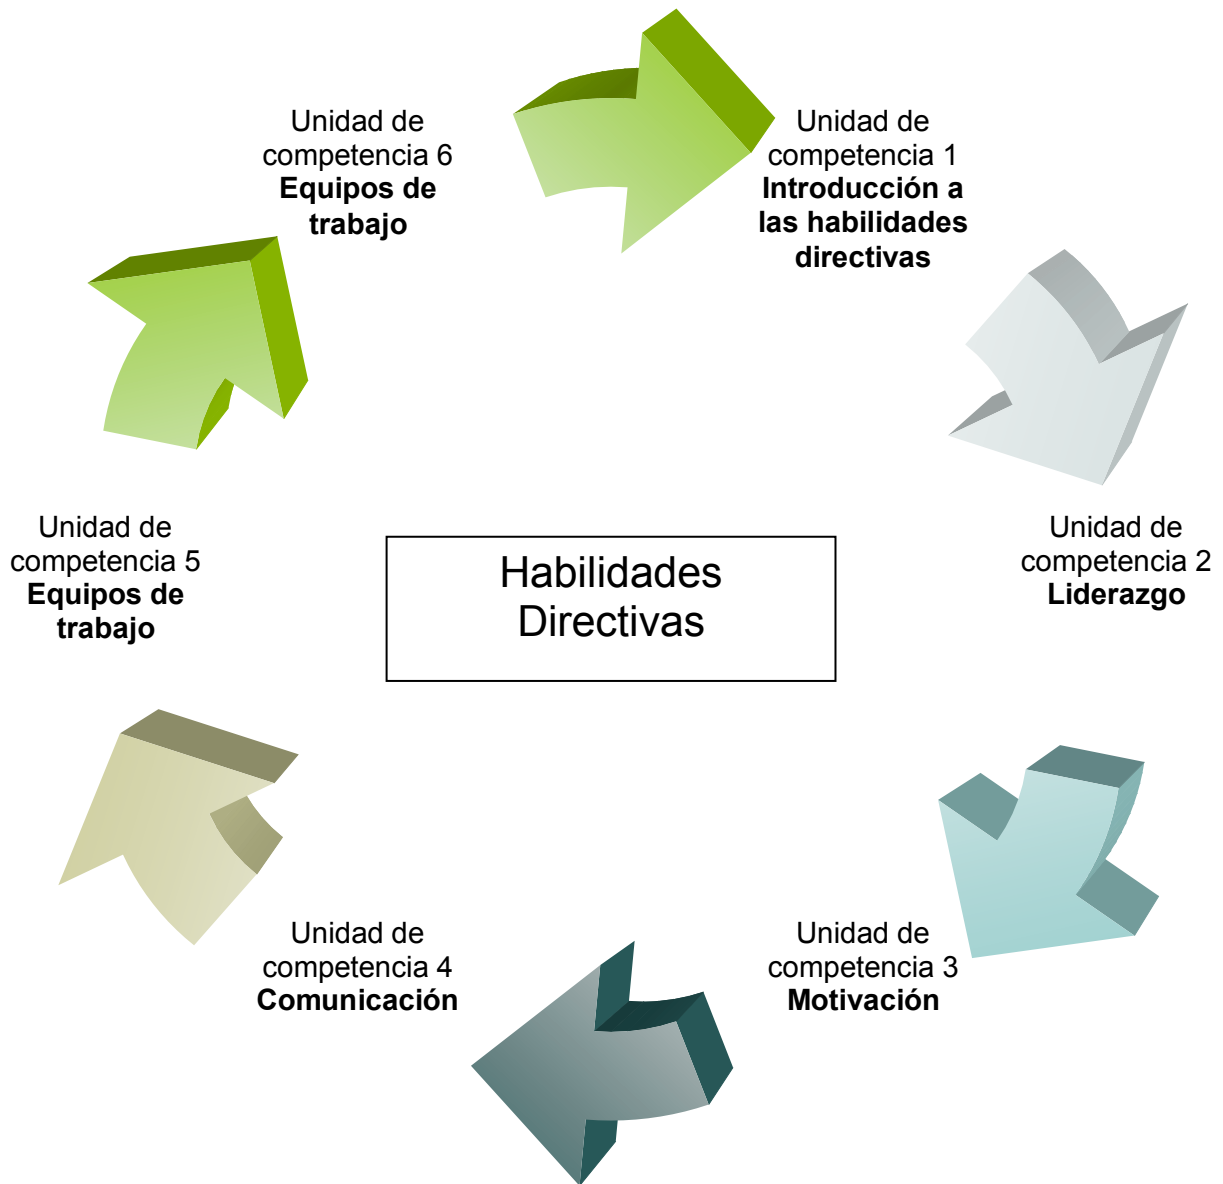 Unidad de
competencia 6
Equipos de
trabajo
Unidad de
competencia 1
Introducción a
las habilidades
directivas
Unidad de
competencia 5
Equipos de
trabajo
Habilidades
Directivas
Unidad de
competencia 2
Liderazgo
Unidad de
competencia 4
Comunicación
Unidad de
competencia 3
Motivación